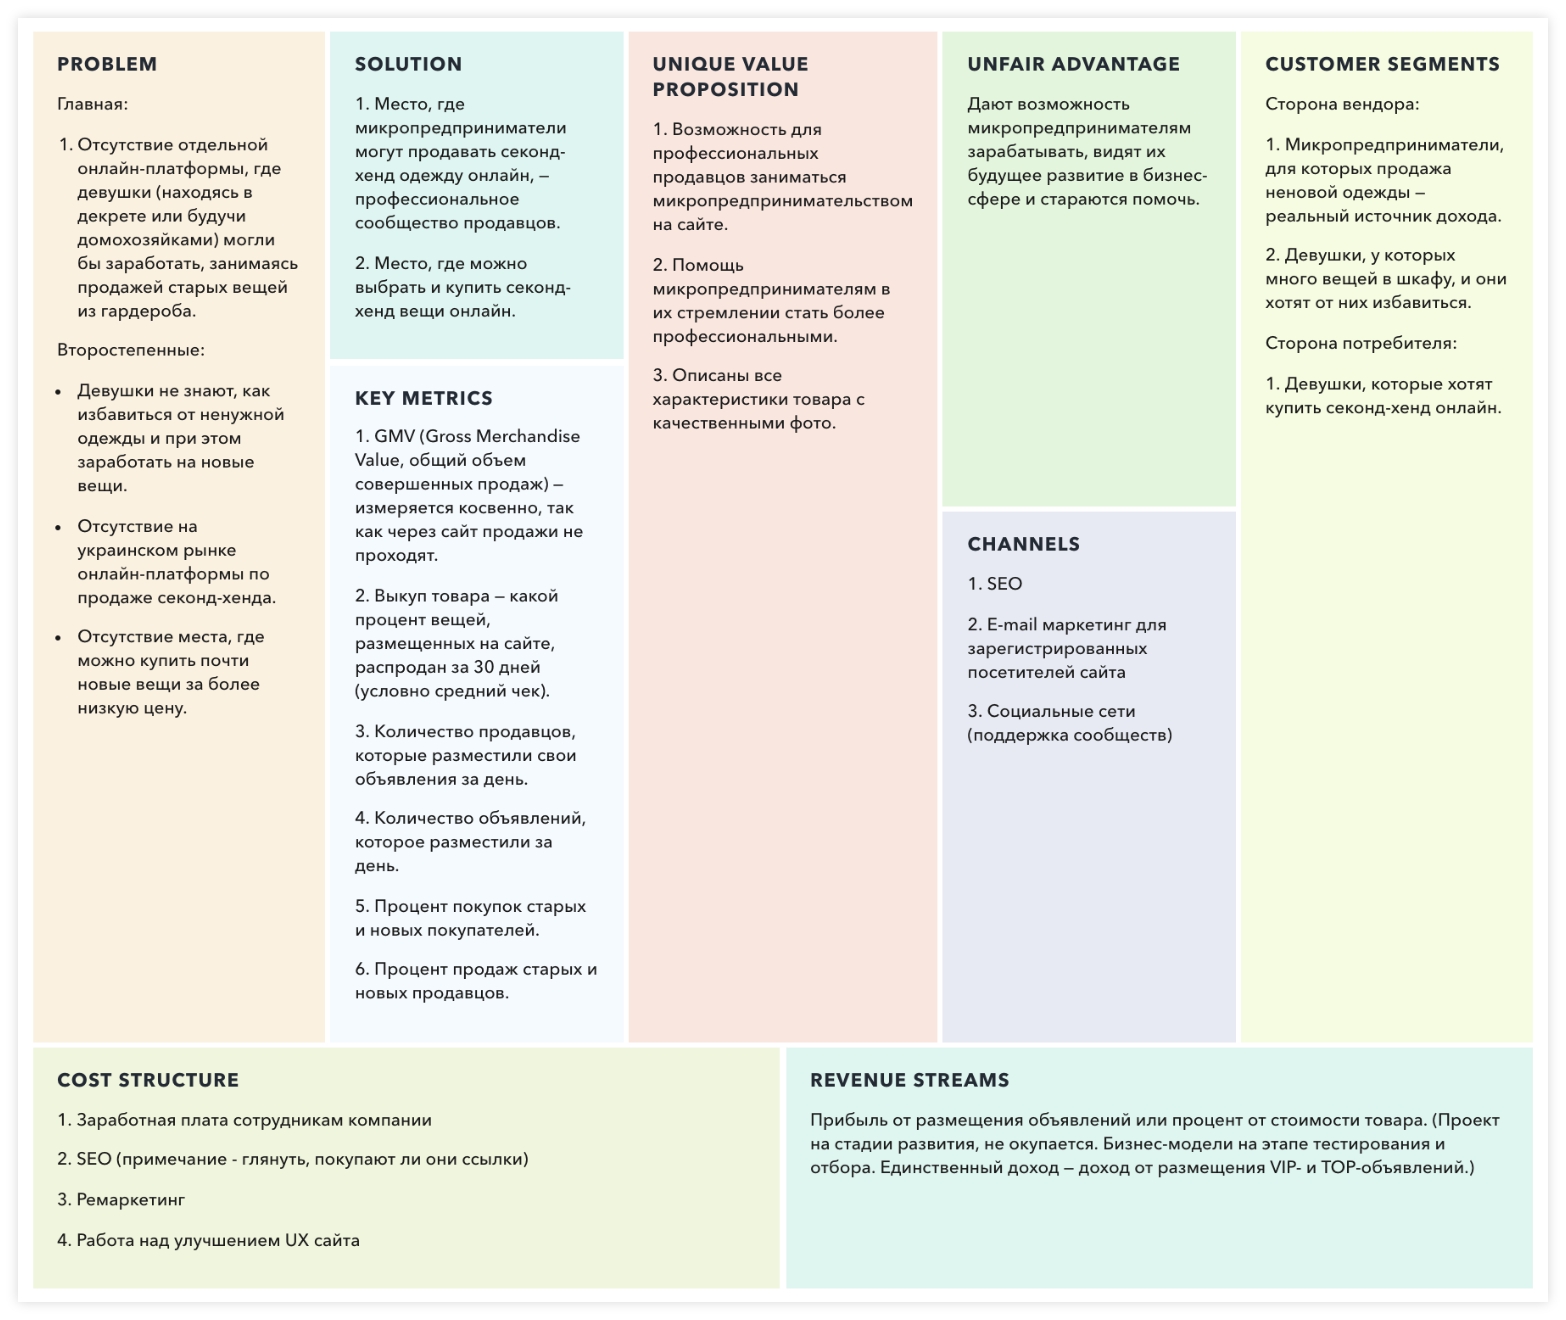 PROBLEM
Главная:
1. Отсутствие отдельной
онлайн-платформы, где
девушки (находясь в
декрете или будучи
домохозяйками) могли
бы заработать, занимаясь
продажей старых вещей
из гардероба.
Второстепенные:
• Девушки не знают, как
избавиться от ненужной
одежды и при этом
заработать на новые
вещи.
• Отсутствие на
украинском рынке
онлайн-платформы по
продаже секонд-хенда.
• Отсутствие места, где
можно купить почти
новые вещи за более
низкую цену.
SOLUTION
1. Место, где
микропредприниматели
могут продавать секонд-
хенд одежду онлайн, —
профессиональное
сообщество продавцов.
2. Место, где можно
выбрать и купить секонд-
хенд вещи онлайн.
KEY METRICS
1. GMV (Gross Merchandise
Value, общий объем
совершенных продаж) —
измеряется косвенно, так
как через сайт продажи не
проходят.
2. Выкуп товара — какой
процент вещей,
размещенных на сайте,
распродан за 30 дней
(условно средний чек).
3. Количество продавцов,
которые разместили свои
объявления за день.
4. Количество объявлений,
которое разместили за
день.
5. Процент покупок старых
и новых покупателей.
6. Процент продаж старых и
новых продавцов.
UNIQUE VALUE
PROPOSITION
1. Возможность для
профессиональных
продавцов заниматься
микропредпринимательством
на сайте.
2. Помощь
микропредпринимателям в
их стремлении стать более
профессиональными.
3. Описаны все
характеристики товара с
качественными фото.
UNFAIR ADVANTAGE
Дают возможность
микропредпринимателям
зарабатывать, видят их
будущее развитие в бизнес-
сфере и стараются помочь.
CHANNELS
1. SEO
2. E-mail маркетинг для
зарегистрированных
посетителей сайта
3. Социальные сети
(поддержка сообществ)
CUSTOMER SEGMENTS
Сторона вендора:
1. Микропредприниматели,
для которых продажа
неновой одежды —
реальный источник дохода.
2. Девушки, у которых
много вещей в шкафу, и они
хотят от них избавиться.
Сторона потребителя:
1. Девушки, которые хотят
купить секонд-хенд онлайн.
COST STRUCTURE
1. Заработная плата сотрудникам компании
2. SEO (примечание - глянуть, покупают ли они ссылки)
3. Ремаркетинг
4. Работа над улучшением UX сайта
REVENUE STREAMS
Прибыль от размещения объявлений или процент от стоимости товара. (Проект
на стадии развития, не окупается. Бизнес-модели на этапе тестирования и
отбора. Единственный доход — доход от размещения VIP- и TOP-объявлений.)